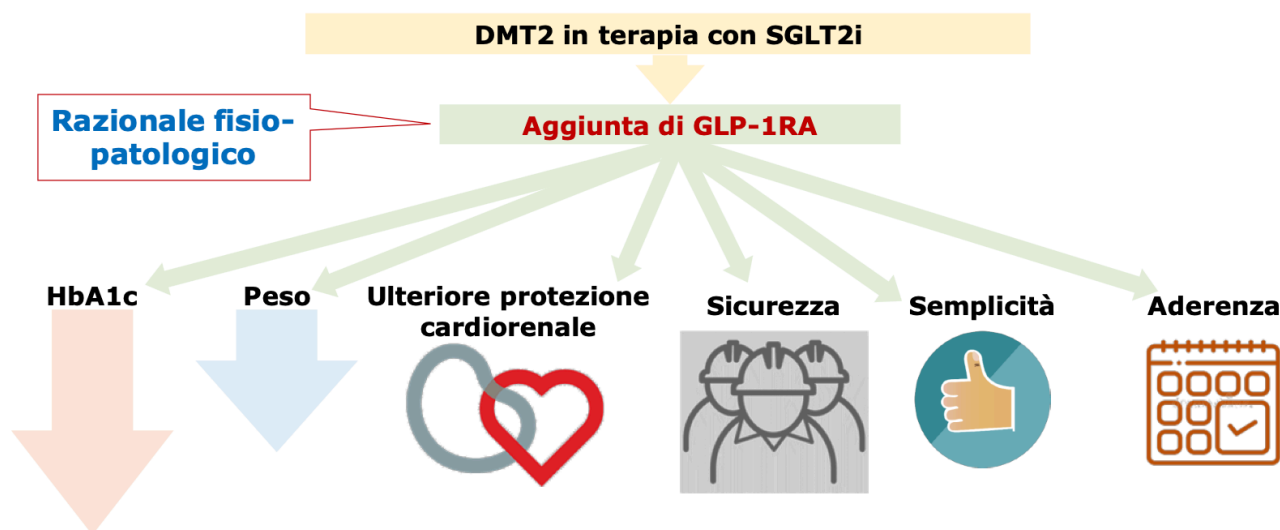 DMT2 in terapia con SGLT2i
Razionale fisio-
patologico
Aggiunta di GLP-1RA
HbA1c
Peso
Ulteriore protezione
cardiorenale
Sicurezza
Semplicità
Aderenza